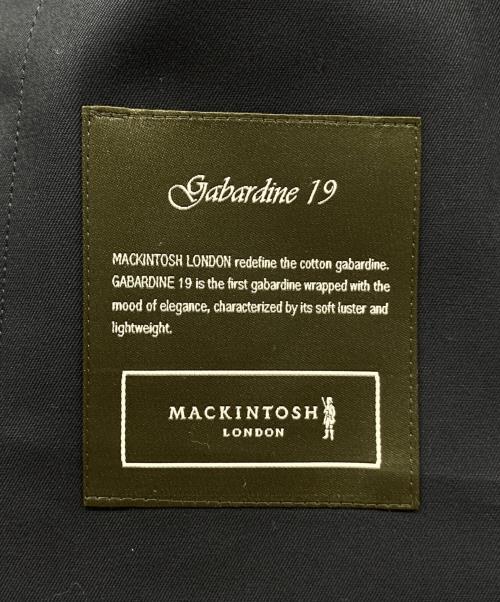 Gabardine 19
MACKINTOSH LONDON redefine the cotton gabardine.
GABARDINE 19 is the first gabardine wrapped with the
mood of elegance, characterized by its soft luster and
lightweight.
MACKINTOSH
LONDON